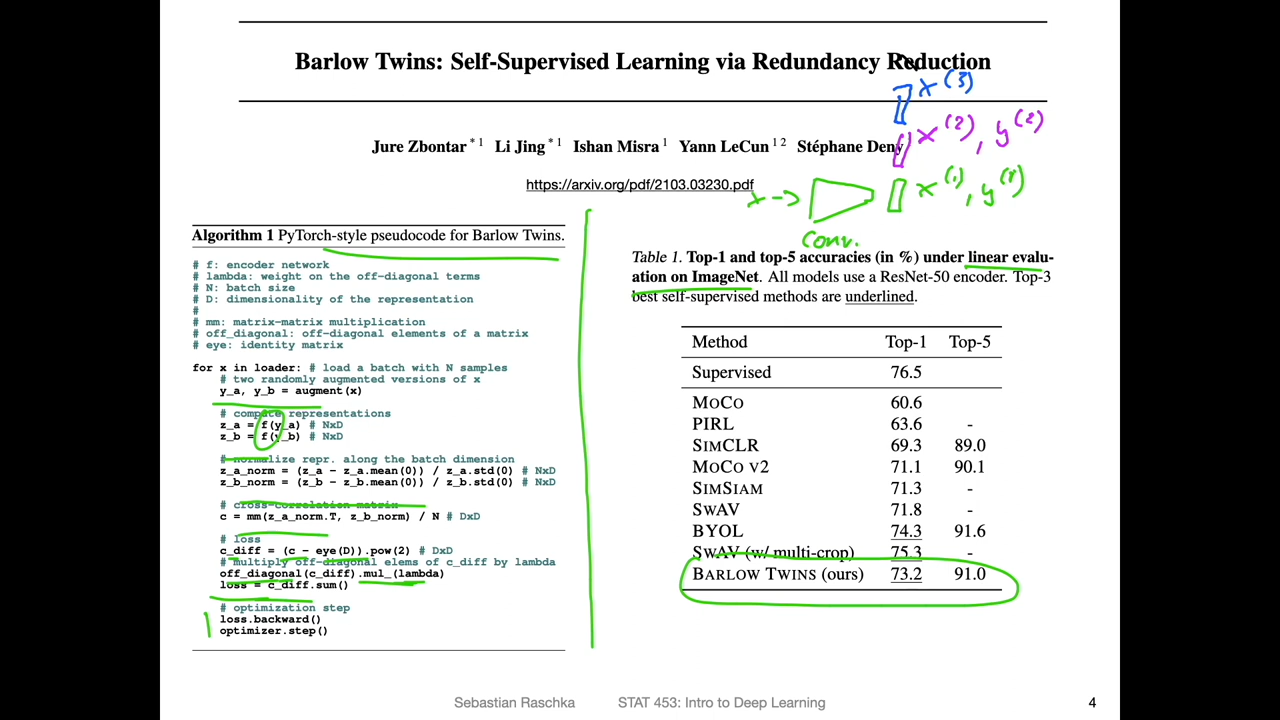 Barlow Twins: Self-Supervised Learning via Redundancy Reduction
x(3)
x(2), y(2)
Jure Zbontar * 1 Li Jing * 1 Ishan Misra 1 Yann LeCun 1 2 Stéphane Deny
https://arxiv.org/pdf/2103.03230.pdf
x -> x(1), y(1)
Conv.
Algorithm 1 PyTorch-style pseudocode for Barlow Twins.
# f: encoder network
# lambda: weight on the off-diagonal terms
# N: batch size
# D: dimensionality of the representation
#
# mm: matrix-matrix multiplication
# off_diagonal: off-diagonal elements of a matrix
# eye: identity matrix
for x in loader: # load a batch with N samples
# two randomly augmented versions of x
y_a, y_b = augment(x)
# compute representations
z_a = f(y_a) # NxD
z_b = f(y_b) # NxD
# normalize repr. along the batch dimension
z_a_norm = (z_a - z_a.mean(0)) / z_a.std(0) # NxD
z_b_norm = (z_b - z_b.mean(0)) / z_b.std(0) # NxD
# cross-correlation matrix
c = mm(z_a_norm.T, z_b_norm) / N # DxD
# loss
c_diff = (c - eye(D)).pow(2) # DxD
# multiply off-diagonal elems of c_diff by lambda
off_diagonal(c_diff).mul_(lambda)
loss = c_diff.sum()
# optimization step
loss.backward()
optimizer.step()
Table 1. Top-1 and top-5 accuracies (in %) under linear evalu-
ation on ImageNet. All models use a ResNet-50 encoder. Top-3
best self-supervised methods are underlined.
Method Top-1 Top-5
Supervised 76.5
MoCo 60.6
PIRL 63.6 -
SimCLR 69.3 89.0
MoCo v2 71.1 90.1
SimSiam 71.3 -
SwAV 71.8 -
BYOL 74.3 91.6
SwAV (w/ multi-crop) 75.3 -
Barlow Twins (ours) 73.2 91.0
Sebastian Raschka STAT 453: Intro to Deep Learning 4